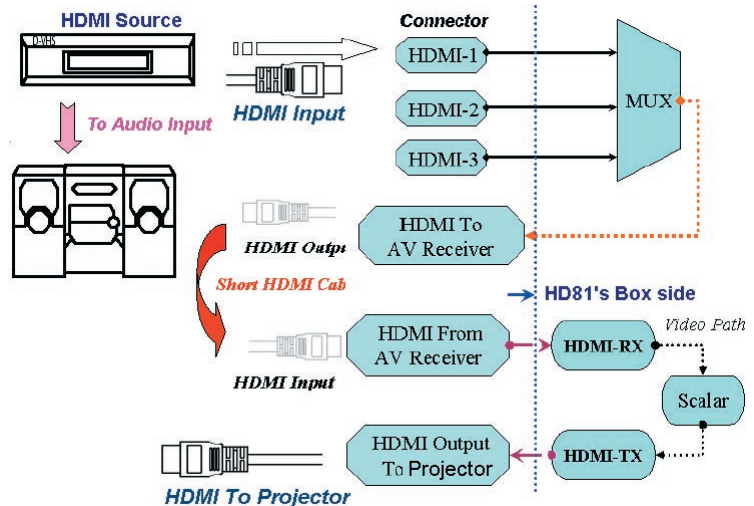 HDMI Source
Connector
D-VHS
HDMI-1
HDMI Input
MUX
To Audio Input
HDMI-2
HDMI-3
HDMI To
AV Receiver
HDMI Outpu
Short HDMI Cab
HD81's Box side
Video Path
HDMI From
AV Receiver
HDMI-RX
HDMI Input
Scalar
HDMI Output
To Projector
HDMI-TX
HDMI To Projector